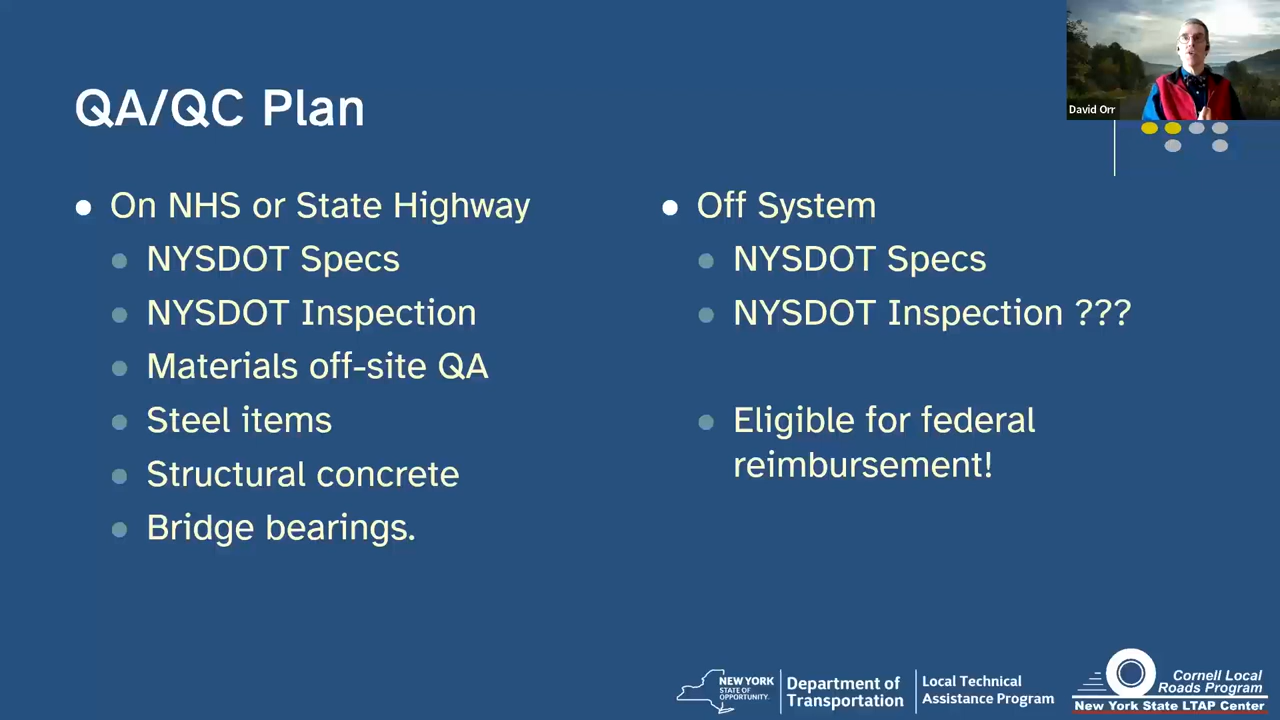 David Orr
QA/QC Plan
On NHS or State Highway
NYSDOT Specs
NYSDOT Inspection
Materials off-site QA
Steel items
Structural concrete
Bridge bearings.
Off System
NYSDOT Specs
NYSDOT Inspection ???
Eligible for federal
reimbursement!
NEW YORK
STATE OF
OPPORTUNITY.
Department of
Transportation
Local Technical
Assistance Program
Cornell Local
Roads Program
New York State LTAP Center